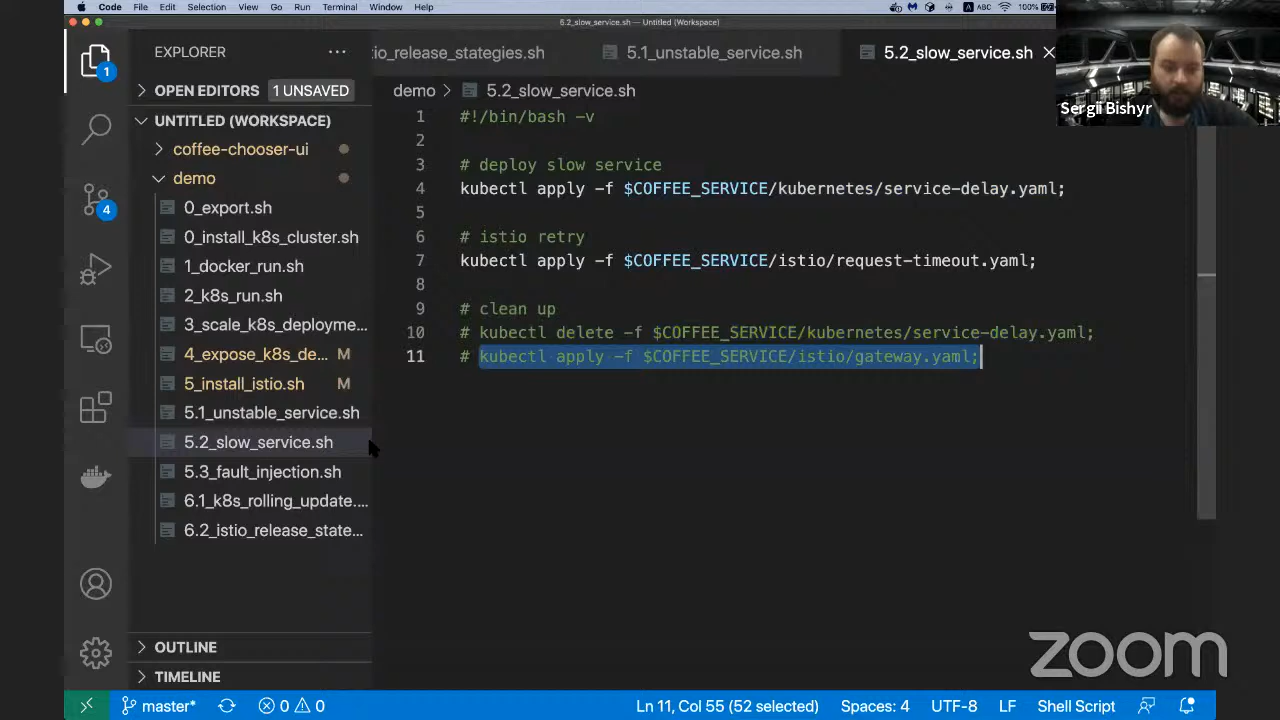 Code File Edit Selection View Go Run Terminal Window Help ABC 100%
5.2_slow_service.sh — Untitled (Workspace)
EXPLORER
tio_release_stategies.sh 5.1_unstable_service.sh 5.2_slow_service.sh
OPEN EDITORS 1 UNSAVED
UNTITLED (WORKSPACE)
coffee-chooser-ui
demo
0_export.sh
0_install_k8s_cluster.sh
1_docker_run.sh
2_k8s_run.sh
3_scale_k8s_deployme...
4_expose_k8s_de... M
5_install_istio.sh M
5.1_unstable_service.sh
5.2_slow_service.sh
5.3_fault_injection.sh
6.1_k8s_rolling_update....
6.2_istio_release_state...
OUTLINE
TIMELINE
1
4
demo > 5.2_slow_service.sh
1 #!/bin/bash -v
2
3 # deploy slow service
4 kubectl apply -f $COFFEE_SERVICE/kubernetes/service-delay.yaml;
5
6 # istio retry
7 kubectl apply -f $COFFEE_SERVICE/istio/request-timeout.yaml;
8
9 # clean up
10 # kubectl delete -f $COFFEE_SERVICE/kubernetes/service-delay.yaml;
11 # kubectl apply -f $COFFEE_SERVICE/istio/gateway.yaml;
Sergii Bishyr
zoom
master* 0 0 Ln 11, Col 55 (52 selected) Spaces: 4 UTF-8 LF Shell Script